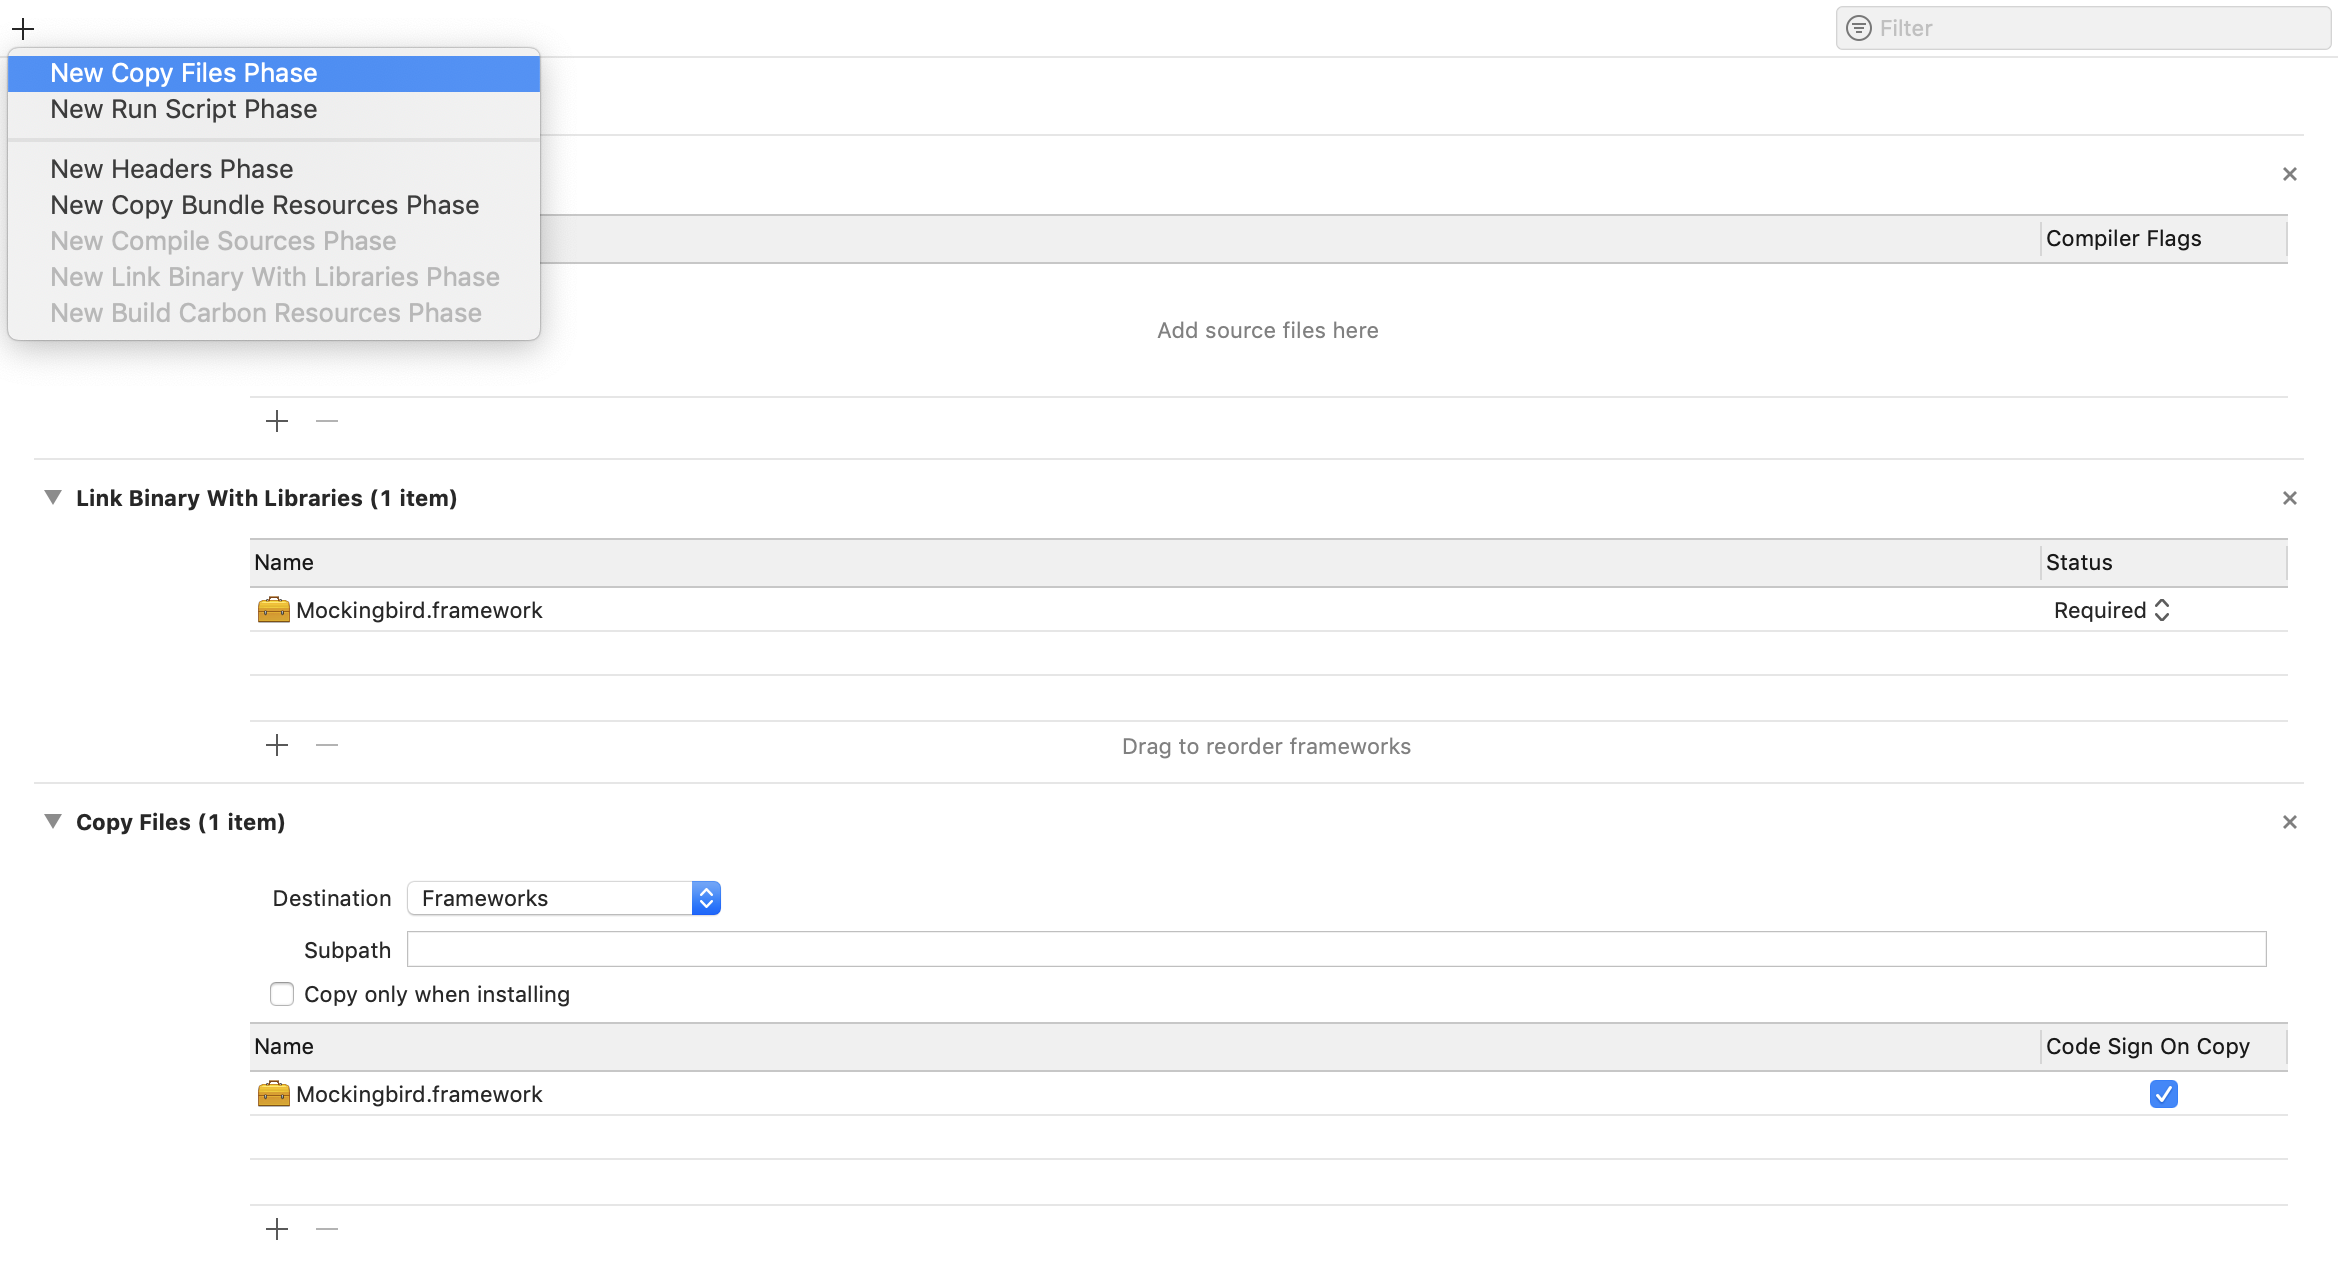 Filter
New Copy Files Phase
New Run Script Phase
New Headers Phase
New Copy Bundle Resources Phase
New Compile Sources Phase
New Link Binary With Libraries Phase
New Build Carbon Resources Phase
Compiler Flags
Add source files here
Link Binary With Libraries (1 item)
Name Status
Mockingbird.framework Required
Drag to reorder frameworks
Copy Files (1 item)
Destination Frameworks
Subpath
Copy only when installing
Name Code Sign On Copy
Mockingbird.framework